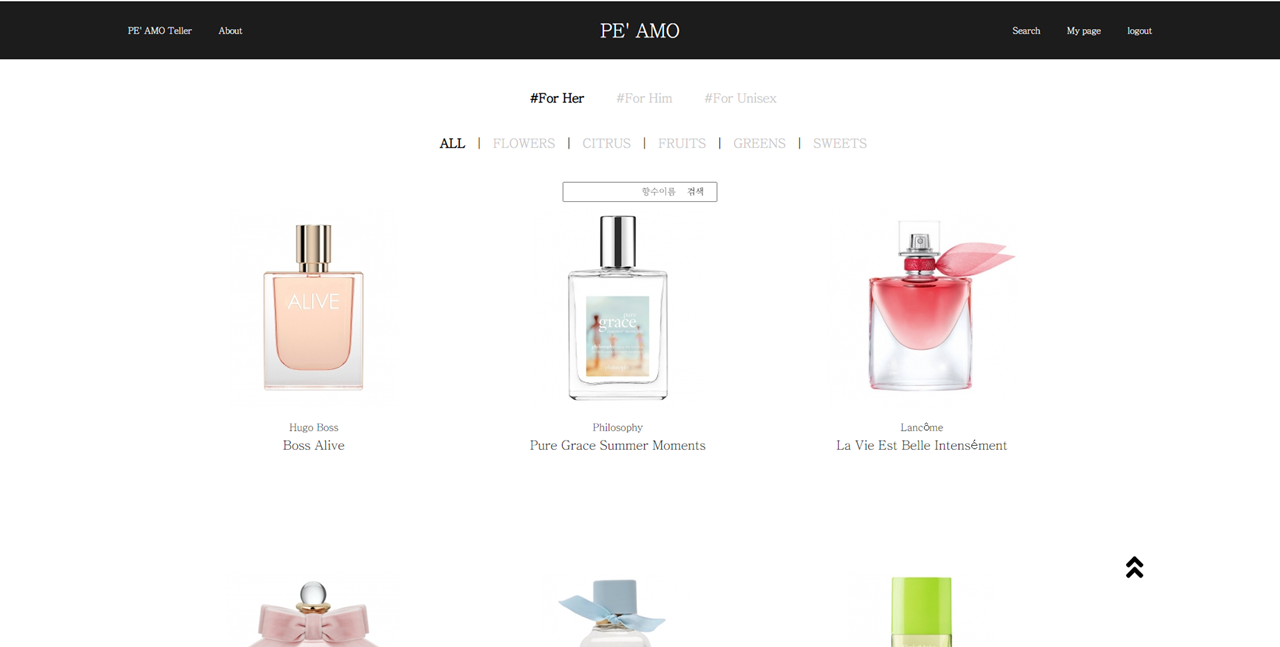 PE' AMO Teller About PE' AMO Search My page logout
#For Her #For Him #For Unisex
ALL | FLOWERS | CITRUS | FRUITS | GREENS | SWEETS
향수이름 검색
ALIVE
pure
grace
Hugo Boss Philosophy Lancôme
Boss Alive Pure Grace Summer Moments La Vie Est Belle Intensément